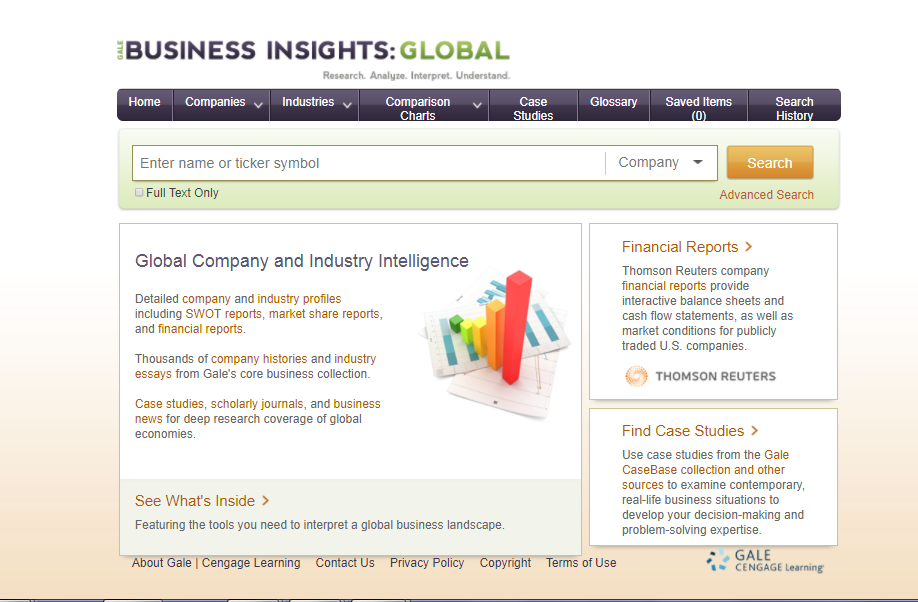 GALE BUSINESS INSIGHTS: GLOBAL
Research. Analyze. Interpret. Understand.
Home Companies Industries Comparison Charts Case Studies Glossary Saved Items (0) Search History
Enter name or ticker symbol Company Search
Full Text Only Advanced Search
Global Company and Industry Intelligence
Detailed company and industry profiles
including SWOT reports, market share reports,
and financial reports.
Thousands of company histories and industry
essays from Gale's core business collection.
Case studies, scholarly journals, and business
news for deep research coverage of global
economies.
See What's Inside
Featuring the tools you need to interpret a global business landscape.
Financial Reports
Thomson Reuters company
financial reports provide
interactive balance sheets and
cash flow statements, as well as
market conditions for publicly
traded U.S. companies.
THOMSON REUTERS
Find Case Studies
Use case studies from the Gale
CaseBase collection and other
sources to examine contemporary,
real-life business situations to
develop your decision-making and
problem-solving expertise.
About Gale | Cengage Learning Contact Us Privacy Policy Copyright Terms of Use
GALE
CENGAGE Learning